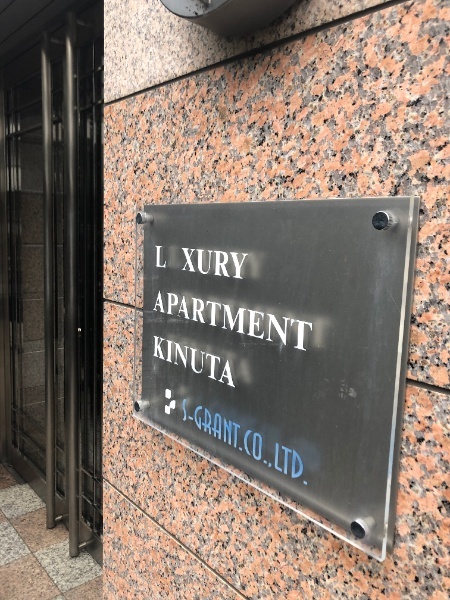 L XURY
APARTMENT
KINUTA
S-GRANT.CO.,LTD.